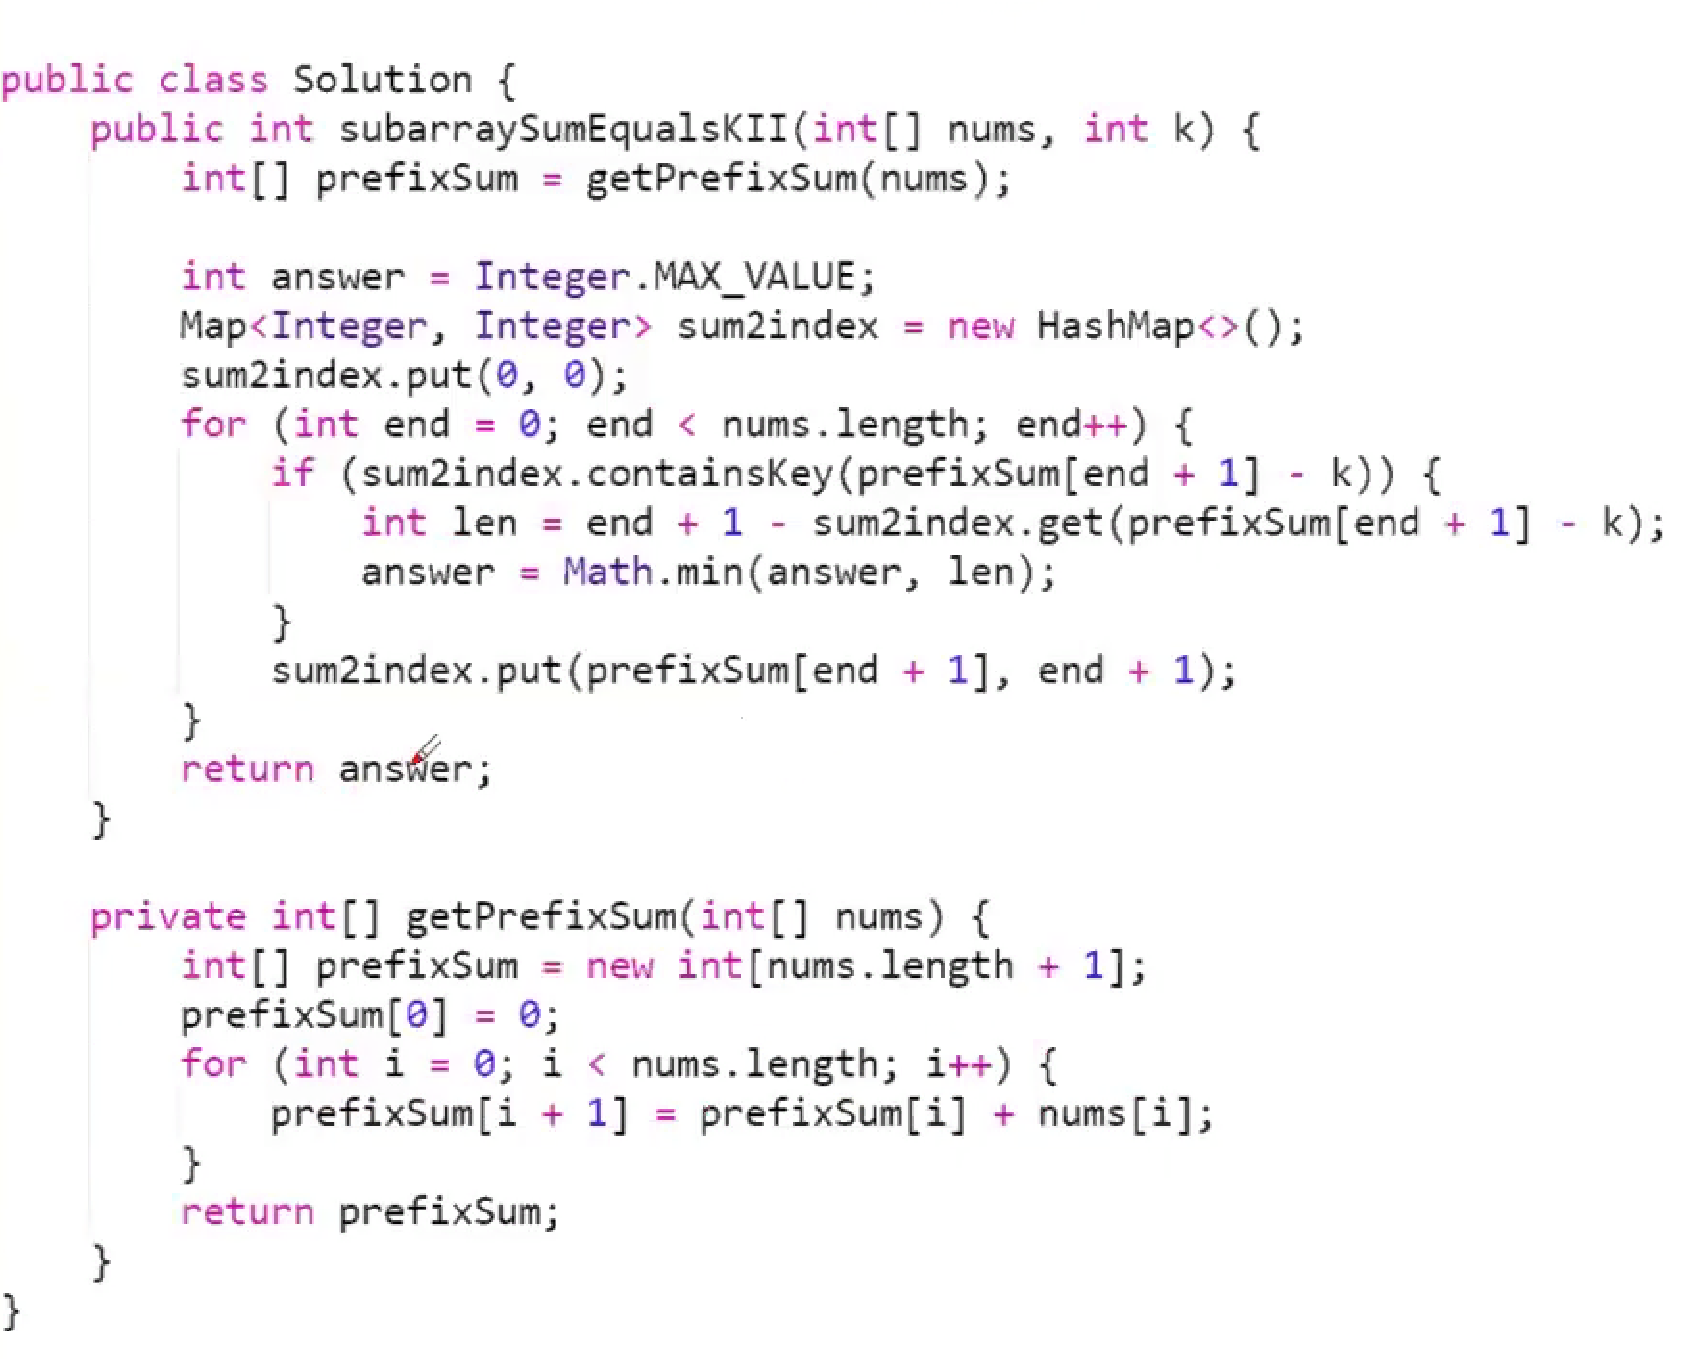 public class Solution {
    public int subarraySumEqualsKII(int[] nums, int k) {
        int[] prefixSum = getPrefixSum(nums);

        int answer = Integer.MAX_VALUE;
        Map<Integer, Integer> sum2index = new HashMap<>();
        sum2index.put(0, 0);
        for (int end = 0; end < nums.length; end++) {
            if (sum2index.containsKey(prefixSum[end + 1] - k)) {
                int len = end + 1 - sum2index.get(prefixSum[end + 1] - k);
                answer = Math.min(answer, len);
            }
            sum2index.put(prefixSum[end + 1], end + 1);
        }
        return answer;
    }

    private int[] getPrefixSum(int[] nums) {
        int[] prefixSum = new int[nums.length + 1];
        prefixSum[0] = 0;
        for (int i = 0; i < nums.length; i++) {
            prefixSum[i + 1] = prefixSum[i] + nums[i];
        }
        return prefixSum;
    }
}